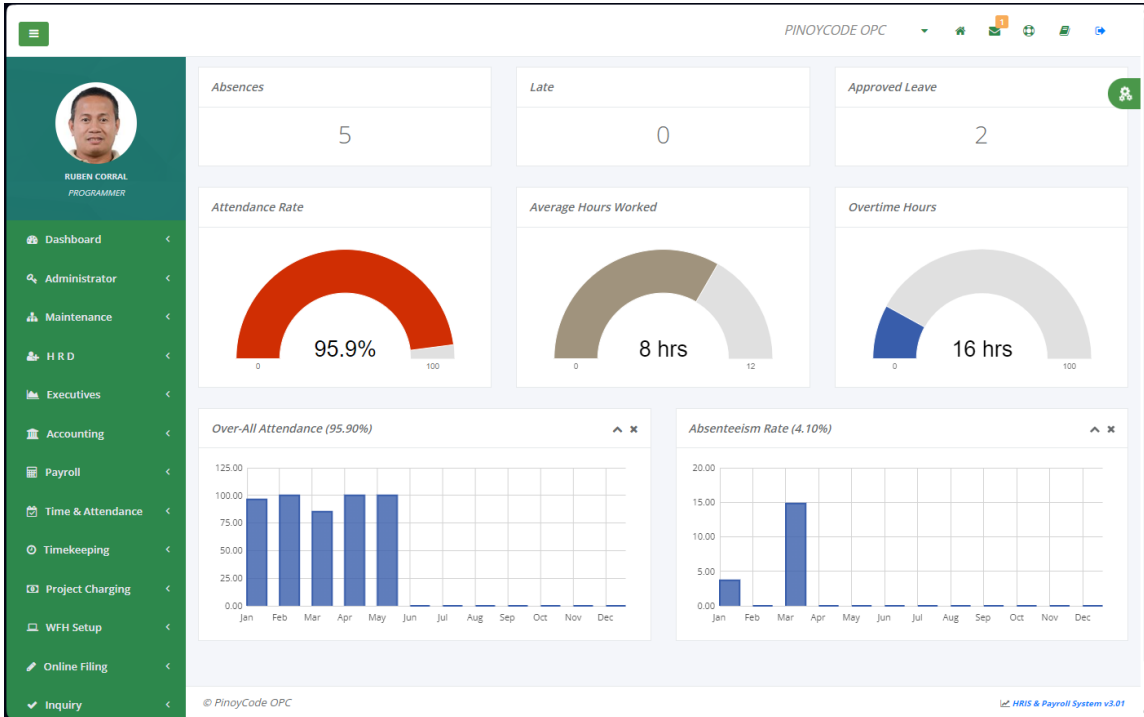 PINOYCODE OPC
1
RUBEN CORRAL
PROGRAMMER
Dashboard
Administrator
Maintenance
H R D
Executives
Accounting
Payroll
Time & Attendance
Timekeeping
Project Charging
WFH Setup
Online Filing
Inquiry
Absences
5
Late
0
Approved Leave
2
Attendance Rate
95.9%
0 100
Average Hours Worked
8 hrs
0 12
Overtime Hours
16 hrs
0 100
Over-All Attendance (95.90%)
125.00
100.00
75.00
50.00
25.00
0.00
Jan Feb Mar Apr May Jun Jul Aug Sep Oct Nov Dec
Absenteeism Rate (4.10%)
20.00
15.00
10.00
5.00
0.00
Jan Feb Mar Apr May Jun Jul Aug Sep Oct Nov Dec
© PinoyCode OPC
HRIS & Payroll System v3.01